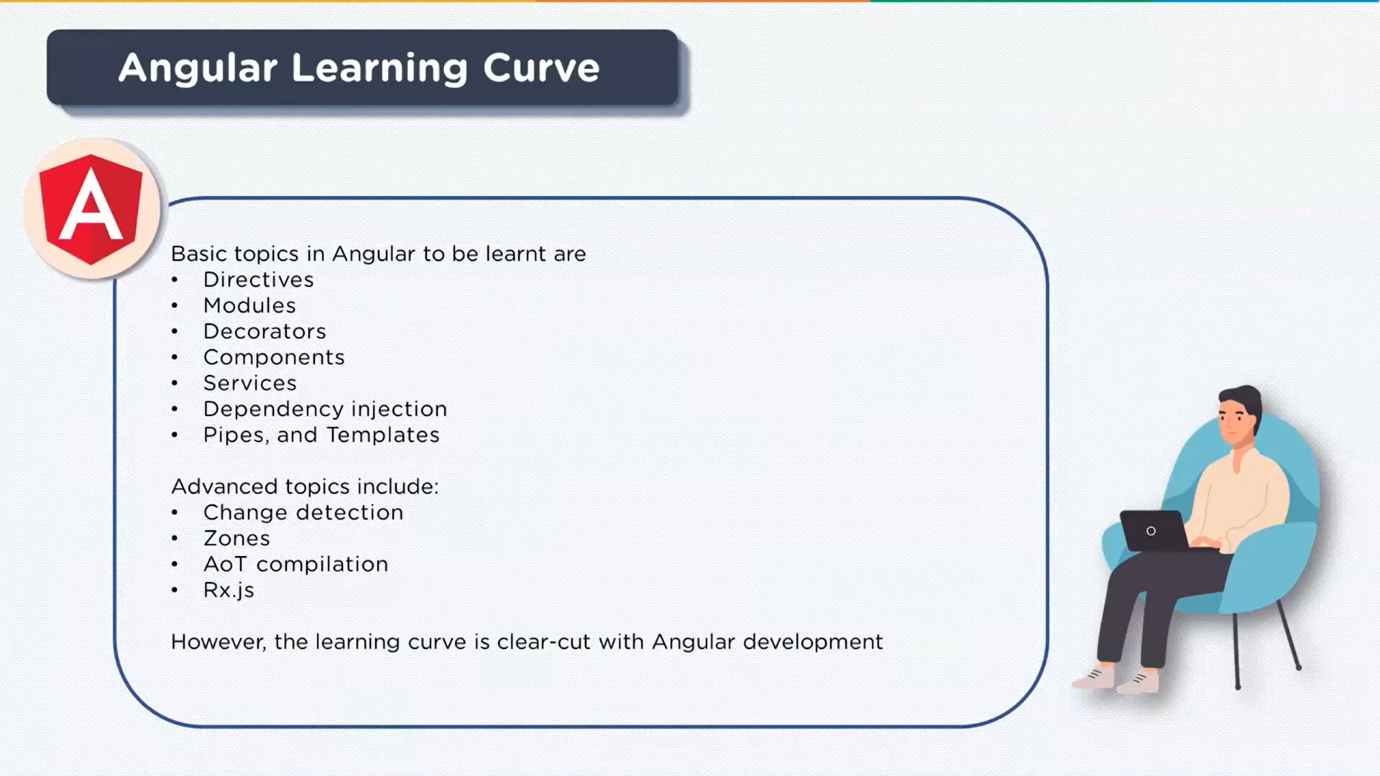 Angular Learning Curve
A
Basic topics in Angular to be learnt are
• Directives
• Modules
• Decorators
• Components
• Services
• Dependency injection
• Pipes, and Templates
Advanced topics include:
• Change detection
• Zones
• AoT compilation
• Rx.js
However, the learning curve is clear-cut with Angular development